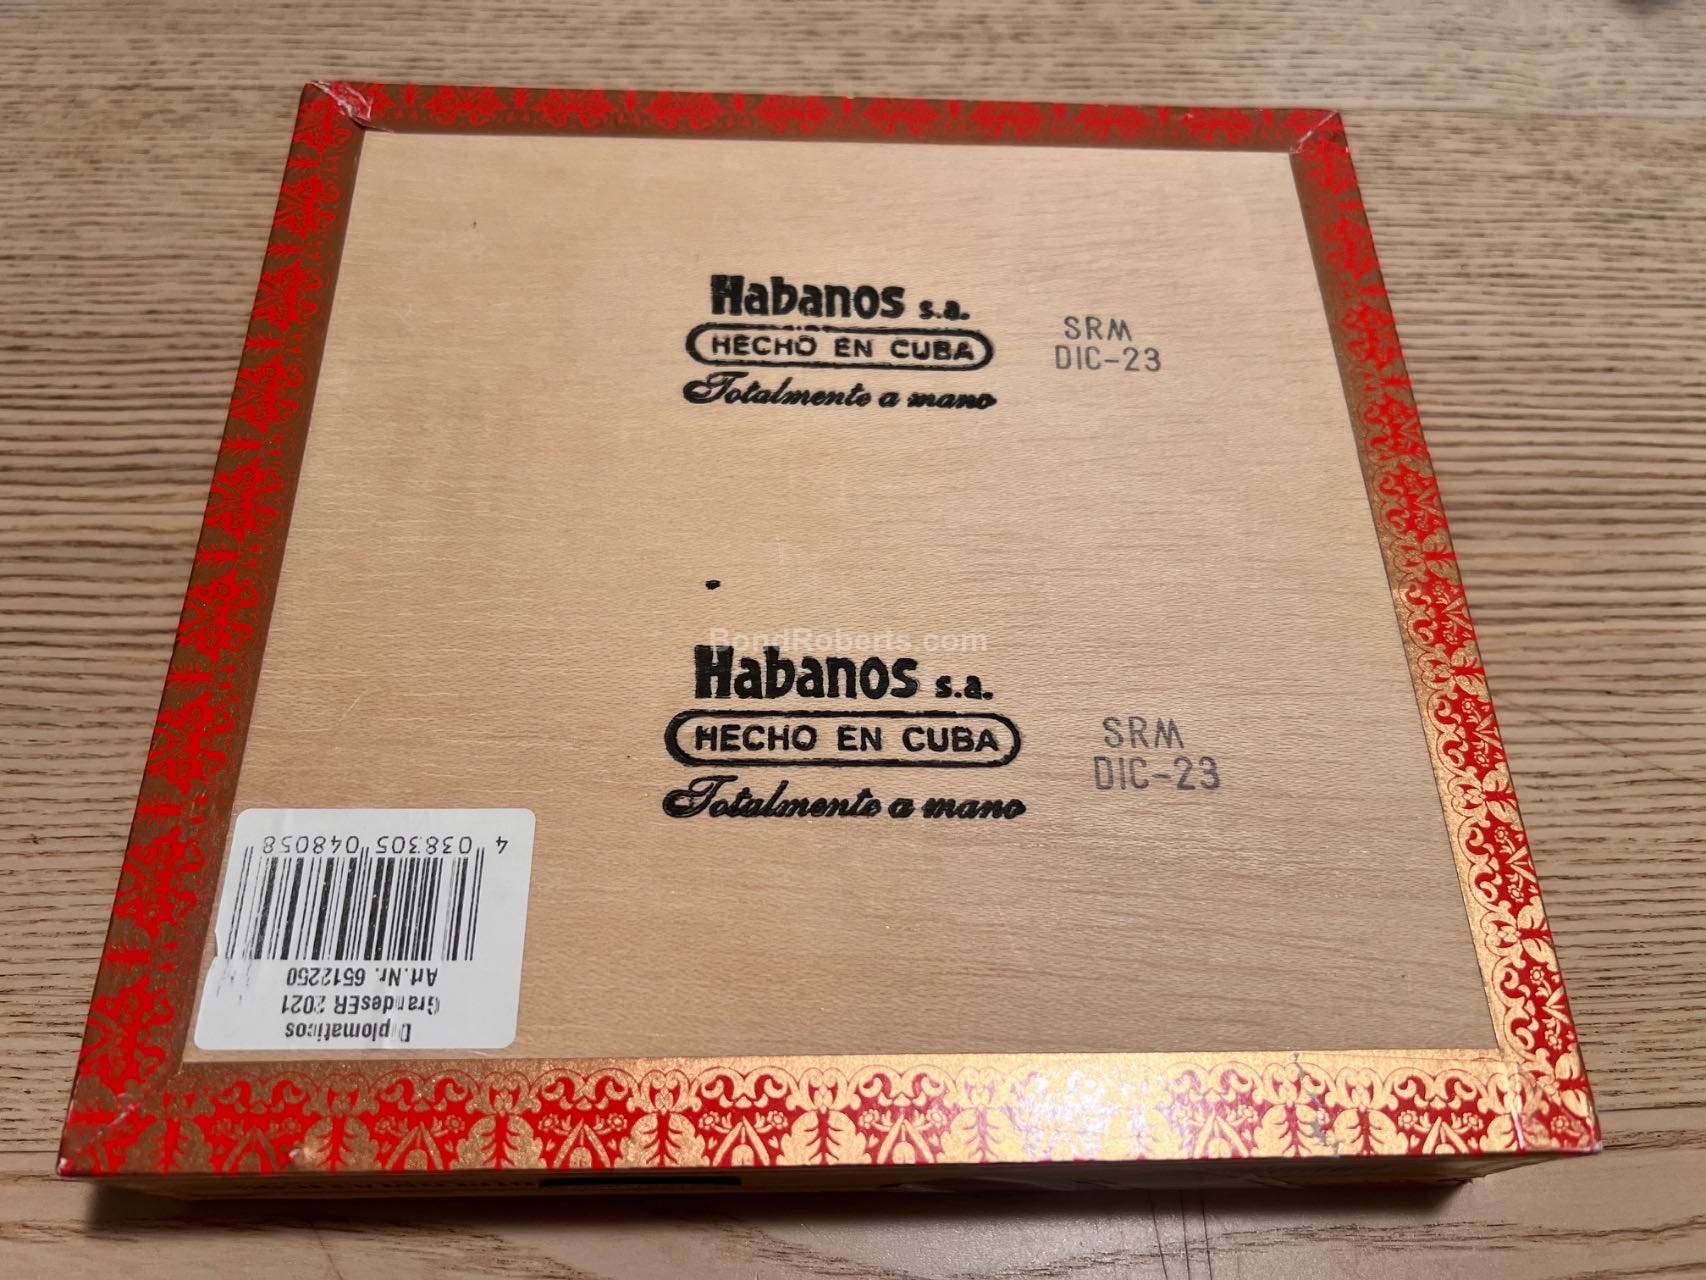 Habanos s.a.
HECHO EN CUBA
Totalmente a mano
SRM
DIC-23
BondRoberts.com
Habanos s.a.
HECHO EN CUBA
Totalmente a mano
SRM
DIC-23
Diplomaticos
GrandesER 2021
Art.Nr. 6512250
4 038305 048058